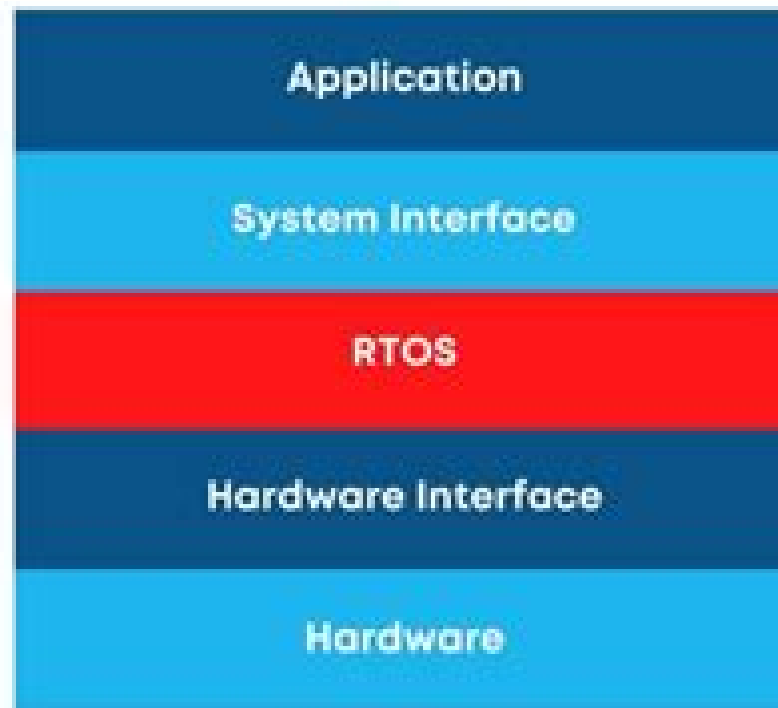 Application
System Interface
RTOS
Hardware Interface
Hardware